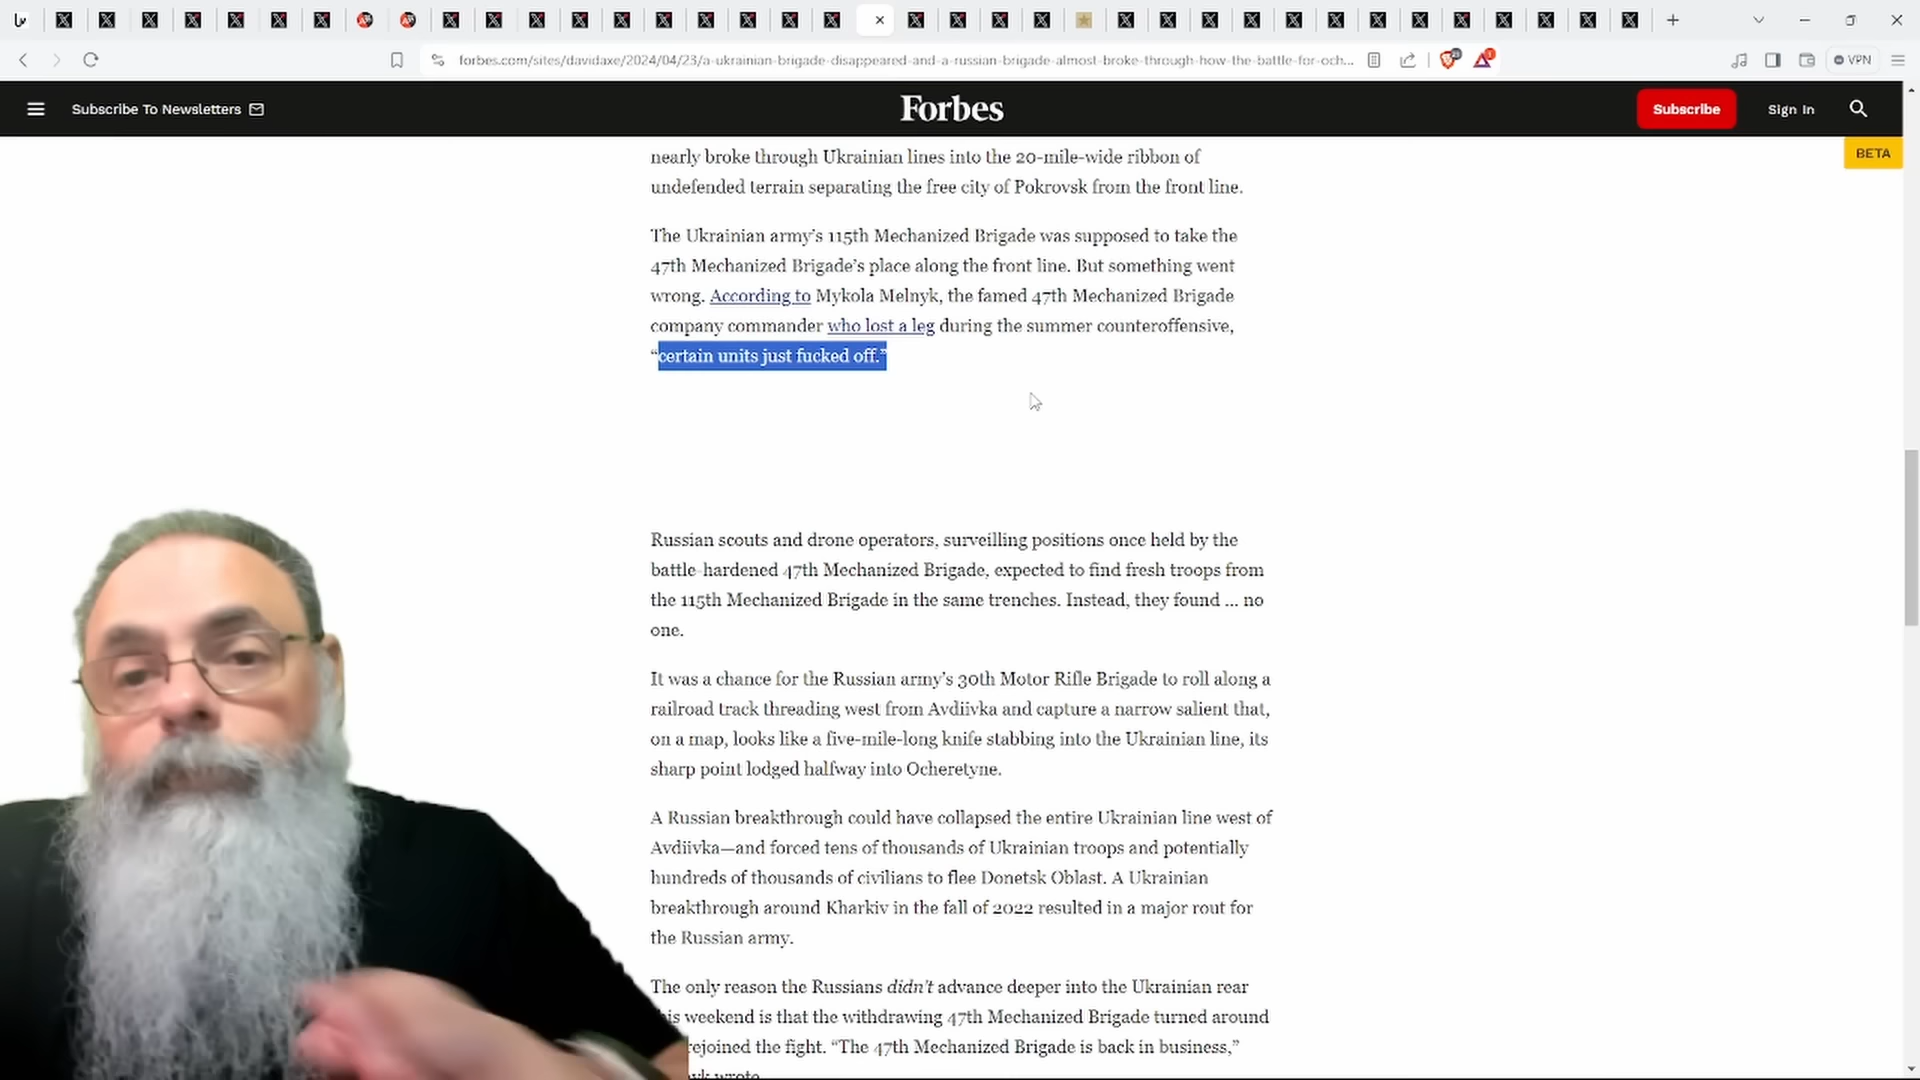 forbes.com/sites/davidaxe/2024/04/23/a-ukrainian-brigade-disappeared-and-a-russian-brigade-almost-broke-through-how-the-battle-for-och...
VPN
Subscribe To Newsletters
Forbes
Subscribe
Sign In
BETA
nearly broke through Ukrainian lines into the 20-mile-wide ribbon of
undefended terrain separating the free city of Pokrovsk from the front line.
The Ukrainian army’s 115th Mechanized Brigade was supposed to take the
47th Mechanized Brigade’s place along the front line. But something went
wrong. According to Mykola Melnyk, the famed 47th Mechanized Brigade
company commander who lost a leg during the summer counteroffensive,
“certain units just fucked off.”
Russian scouts and drone operators, surveilling positions once held by the
battle-hardened 47th Mechanized Brigade, expected to find fresh troops from
the 115th Mechanized Brigade in the same trenches. Instead, they found ... no
one.
It was a chance for the Russian army’s 30th Motor Rifle Brigade to roll along a
railroad track threading west from Avdiivka and capture a narrow salient that,
on a map, looks like a five-mile-long knife stabbing into the Ukrainian line, its
sharp point lodged halfway into Ocheretyne.
A Russian breakthrough could have collapsed the entire Ukrainian line west of
Avdiivka—and forced tens of thousands of Ukrainian troops and potentially
hundreds of thousands of civilians to flee Donetsk Oblast. A Ukrainian
breakthrough around Kharkiv in the fall of 2022 resulted in a major rout for
the Russian army.
The only reason the Russians didn’t advance deeper into the Ukrainian rear
weekend is that the withdrawing 47th Mechanized Brigade turned around
rejoined the fight. “The 47th Mechanized Brigade is back in business,”
wrote